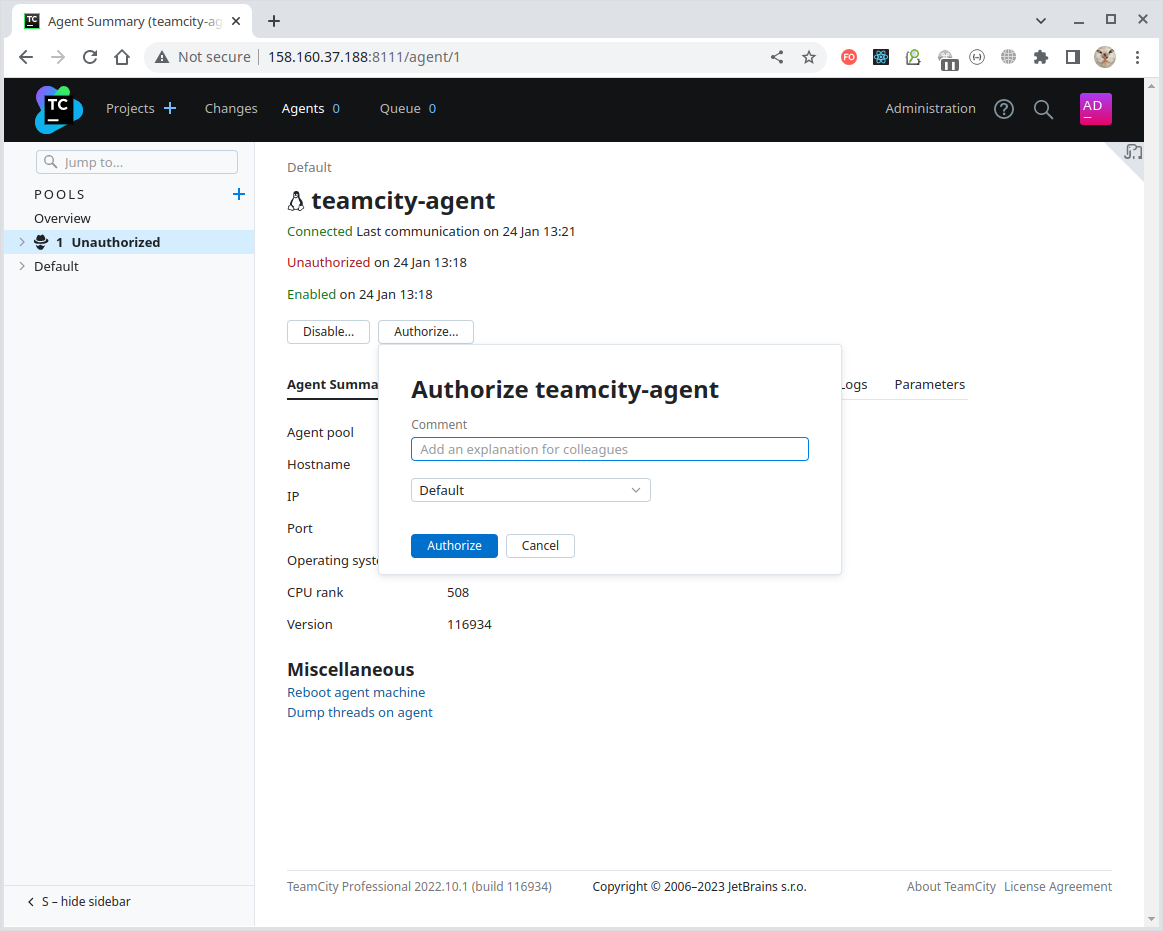 TC
Agent Summary (teamcity-ag
Not secure
158.160.37.188:8111/agent/1
FO
TC
Projects
Changes
Agents 0
Queue 0
Administration
AD
Jump to...
POOLS
Overview
1 Unauthorized
Default
S – hide sidebar
Default
teamcity-agent
Connected Last communication on 24 Jan 13:21
Unauthorized on 24 Jan 13:18
Enabled on 24 Jan 13:18
Disable...
Authorize...
Agent Summa
Logs
Parameters
Authorize teamcity-agent
Comment
Add an explanation for colleagues
Default
Authorize
Cancel
Agent pool
Hostname
IP
Port
Operating syste
CPU rank 508
Version 116934
Miscellaneous
Reboot agent machine
Dump threads on agent
TeamCity Professional 2022.10.1 (build 116934)
Copyright © 2006–2023 JetBrains s.r.o.
About TeamCity
License Agreement